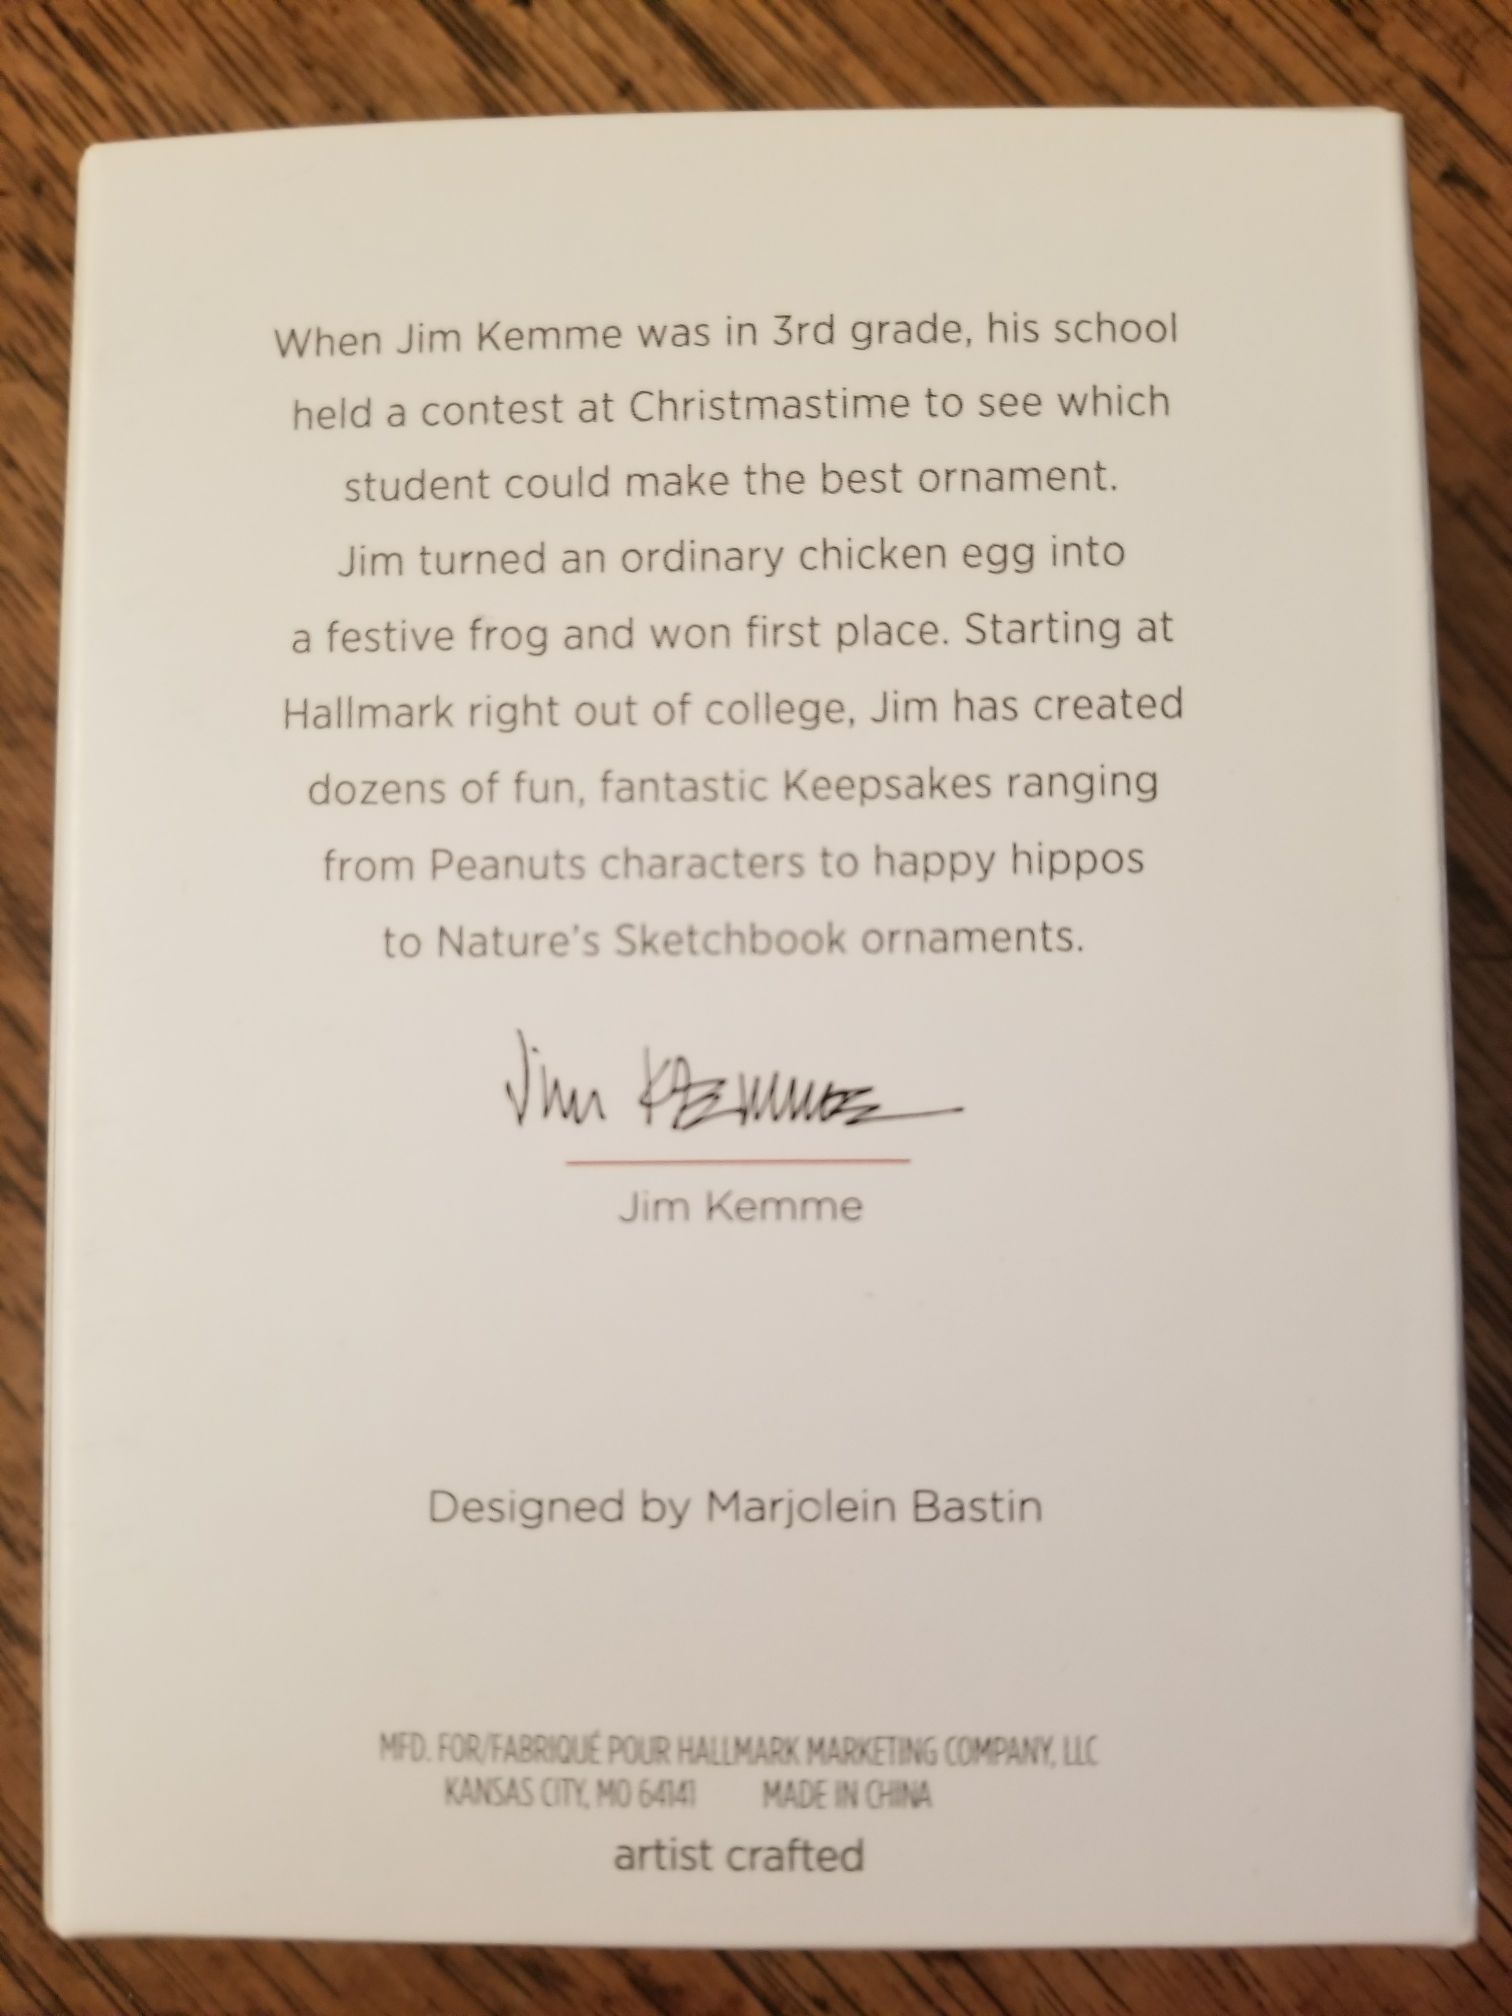 When Jim Kemme was in 3rd grade, his school
held a contest at Christmastime to see which
student could make the best ornament.
Jim turned an ordinary chicken egg into
a festive frog and won first place. Starting at
Hallmark right out of college, Jim has created
dozens of fun, fantastic Keepsakes ranging
from Peanuts characters to happy hippos
to Nature's Sketchbook ornaments.
Jim Kemme
Jim Kemme
Designed by Marjolein Bastin
MFD. FOR/FABRIQUÉ POUR HALLMARK MARKETING COMPANY, LLC
KANSAS CITY, MO 64141 MADE IN CHINA
artist crafted